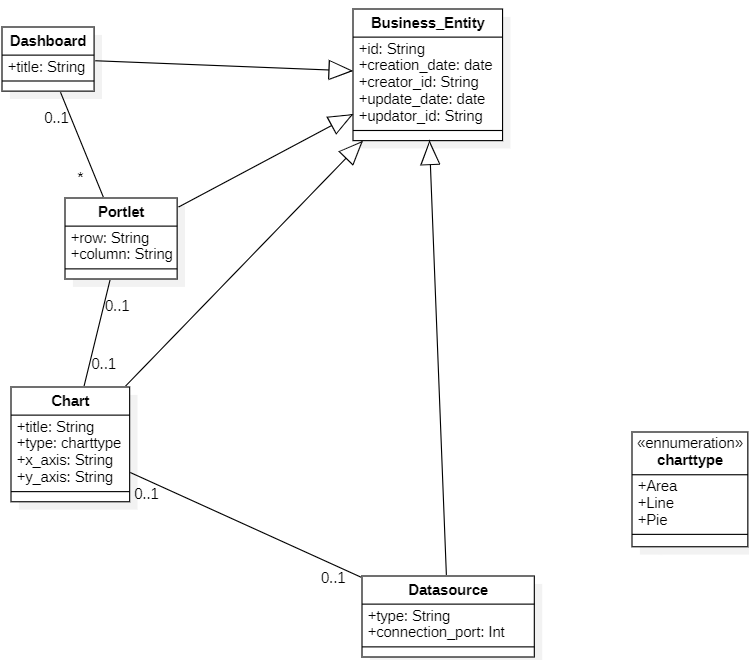 Dashboard
+title: String
Business_Entity
+id: String
+creation_date: date
+creator_id: String
+update_date: date
+updator_id: String
0..1
*
Portlet
+row: String
+column: String
0..1
0..1
Chart
+title: String
+type: charttype
+x_axis: String
+y_axis: String
0..1
0..1
Datasource
+type: String
+connection_port: Int
«ennumeration»
charttype
+Area
+Line
+Pie